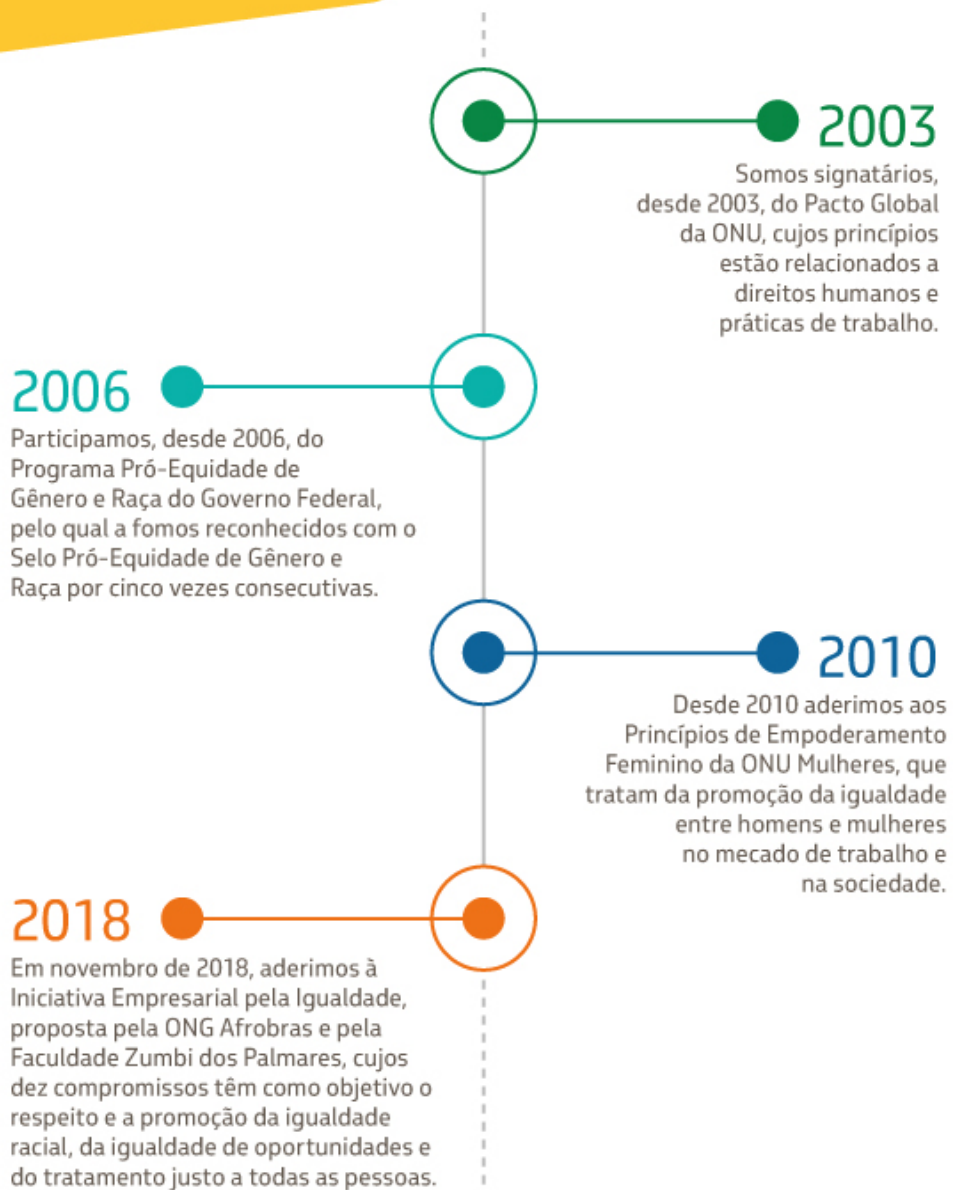 2003
Somos signatários,
desde 2003, do Pacto Global
da ONU, cujos princípios
estão relacionados a
direitos humanos e
práticas de trabalho.
2006
Participamos, desde 2006, do
Programa Pró-Equidade de
Gênero e Raça do Governo Federal,
pelo qual a fomos reconhecidos com o
Selo Pró-Equidade de Gênero e
Raça por cinco vezes consecutivas.
2010
Desde 2010 aderimos aos
Princípios de Empoderamento
Feminino da ONU Mulheres, que
tratam da promoção da igualdade
entre homens e mulheres
no mecado de trabalho e
na sociedade.
2018
Em novembro de 2018, aderimos à
Iniciativa Empresarial pela Igualdade,
proposta pela ONG Afrobras e pela
Faculdade Zumbi dos Palmares, cujos
dez compromissos têm como objetivo o
respeito e a promoção da igualdade
racial, da igualdade de oportunidades e
do tratamento justo a todas as pessoas.